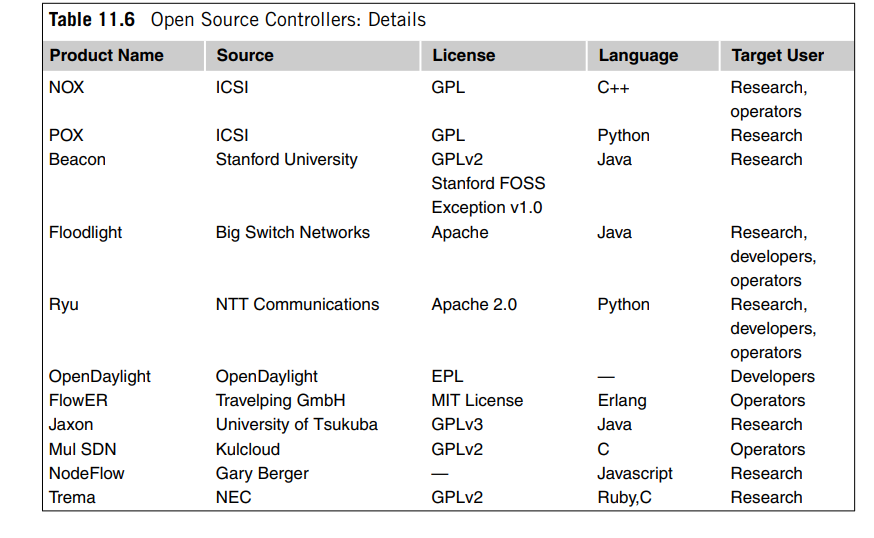 Table 11.6 Open Source Controllers: Details
Product Name Source License Language Target User
NOX ICSI GPL C++ Research,
operators
POX ICSI GPL Python Research
Beacon Stanford University GPLv2 Java Research
Stanford FOSS
Exception v1.0
Floodlight Big Switch Networks Apache Java Research,
developers,
operators
Ryu NTT Communications Apache 2.0 Python Research,
developers,
operators
OpenDaylight OpenDaylight EPL — Developers
FlowER Travelping GmbH MIT License Erlang Operators
Jaxon University of Tsukuba GPLv3 Java Research
Mul SDN Kulcloud GPLv2 C Operators
NodeFlow Gary Berger — Javascript Research
Trema NEC GPLv2 Ruby,C Research